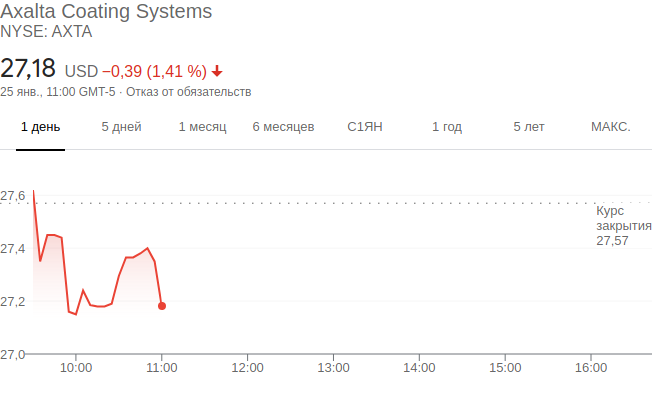 Axalta Coating Systems
NYSE: AXTA
27,18 USD −0,39 (1,41 %)
25 янв., 11:00 GMT-5 · Отказ от обязательств
1 день 5 дней 1 месяц 6 месяцев С1ЯН 1 год 5 лет МАКС.
27,6
Курс
закрытия
27,57
27,4
27,2
27,0
10:00 11:00 12:00 13:00 14:00 15:00 16:00